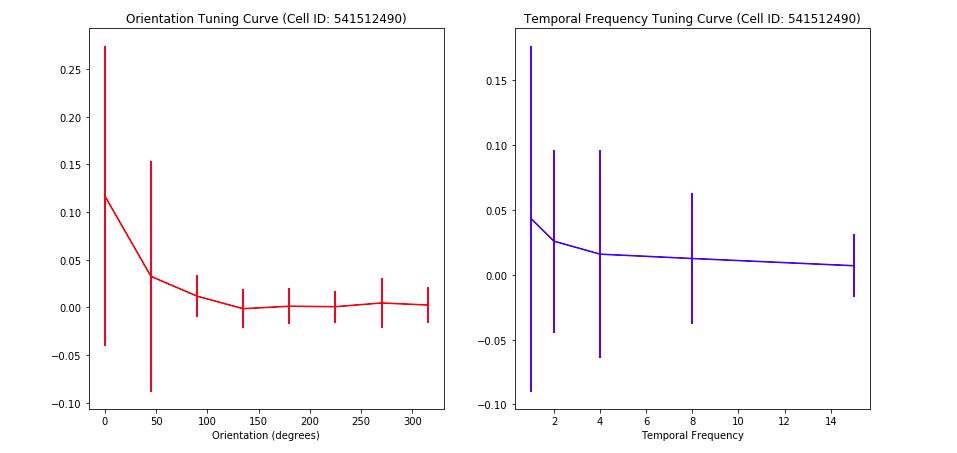 Orientation Tuning Curve (Cell ID: 541512490)
0.25
0.20
0.15
0.10
0.05
0.00
−0.05
−0.10
0 50 100 150 200 250 300
Orientation (degrees)
Temporal Frequency Tuning Curve (Cell ID: 541512490)
0.15
0.10
0.05
0.00
−0.05
−0.10
2 4 6 8 10 12 14
Temporal Frequency